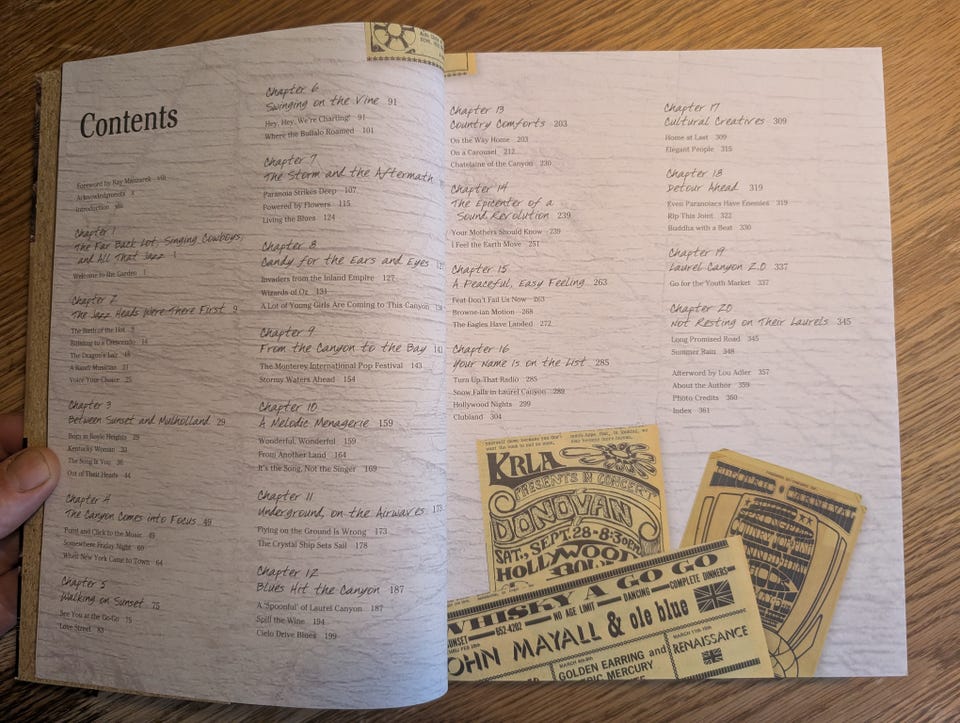 Contents
Foreword by Ray Manzarek viii
Acknowledgments x
Introduction xiii
Chapter 1
The Far Back Lot, Singing Cowboys,
and All That Jazz 1
Welcome to the Garden 1
Chapter 2
The Jazz Heads Were There First 9
The Birth of the Hot 9
Building to a Crescendo 14
The Dragon's Lair 18
A Kandi Musician 21
Voice Your Choice 25
Chapter 3
Between Sunset and Mulholland 29
Boys in Boyle Heights 29
Kentucky Woman 33
The Song Is You 36
Out of Their Heads 44
Chapter 4
The Canyon Comes into Focus 49
Point and Click to the Music 49
Somewhere Friday Night 60
When New York Came to Town 64
Chapter 5
Walking on Sunset 75
See You at the Go-Go 75
Love Street 83
Chapter 6
Swinging on the Vine 91
Hey, Hey, We're Charting! 91
Where the Buffalo Roamed 101
Chapter 7
The Storm and the Aftermath
Paranoia Strikes Deep 107
Powered by Flowers 115
Living the Blues 124
Chapter 8
Candy for the Ears and Eyes 127
Invaders from the Inland Empire 127
Wizards of Oz 131
A Lot of Young Girls Are Coming to This Canyon
Chapter 9
From the Canyon to the Bay 143
The Monterey International Pop Festival 143
Stormy Waters Ahead 154
Chapter 10
A Melodic Menagerie 159
Wonderful, Wonderful 159
From Another Land 164
It's the Song, Not the Singer 169
Chapter 11
Underground, on the Airwaves 173
Flying on the Ground Is Wrong 173
The Crystal Ship Sets Sail 178
Chapter 12
Blues Hit the Canyon 187
A 'Spoonful' of Laurel Canyon 187
Spill the Wine 194
Cielo Drive Blues 199
Chapter 13
Country Comforts 203
On the Way Home 203
On a Carousel 212
Chatelaine of the Canyon 230
Chapter 14
The Epicenter of a
Sound Revolution 239
Your Mothers Should Know 239
I Feel the Earth Move 251
Chapter 15
A Peaceful, Easy Feeling 263
Feat Don't Fail Us Now 263
Browne-ian Motion 268
The Eagles Have Landed 272
Chapter 16
Your Name Is on the List 285
Turn Up That Radio 285
Snow Falls in Laurel Canyon 289
Hollywood Nights 299
Clubland 304
Chapter 17
Cultural Creatives 309
Home at Last 309
Elegant People 315
Chapter 18
Detour Ahead 319
Even Paranoiacs Have Enemies 319
Rip This Joint 322
Buddha with a Beat 330
Chapter 19
Laurel Canyon 2.0 337
Go for the Youth Market 337
Chapter 20
Not Resting on Their Laurels 345
Long Promised Road 345
Summer Rain 348
Afterword by Lou Adler 357
About the Author 359
Photo Credits 360
Index 361
KRLA
PRESENTS IN CONCERT
DONOVAN
SAT., SEPT. 28 - 8:30 P.M.
HOLLYWOOD
BOWL
WHISKY A GO GO
SUNSET
652-4202
NO AGE LIMIT
DANCING
COMPLETE DINNERS
JOHN MAYALL & ole blue
GOLDEN EARRING and
MERCURY
RENAISSANCE